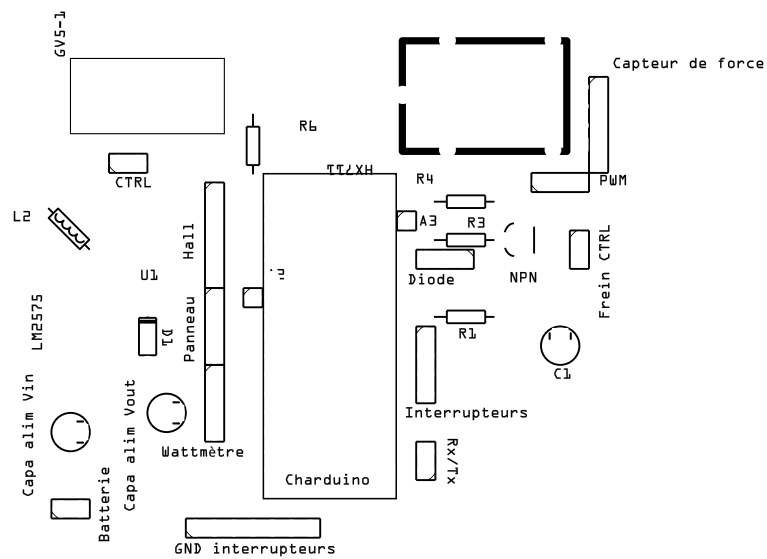 GV5-1
Capteur de force
R6
HX711
CTRL
R4
PWM
L2
A3
R3
Hall
U1
Diode
NPN
Frein CTRL
LM2575
D1
Panneau
R1
C1
Capa alim Vin
Capa alim Vout
Interrupteurs
Wattmètre
Rx/Tx
Charduino
Batterie
GND interrupteurs